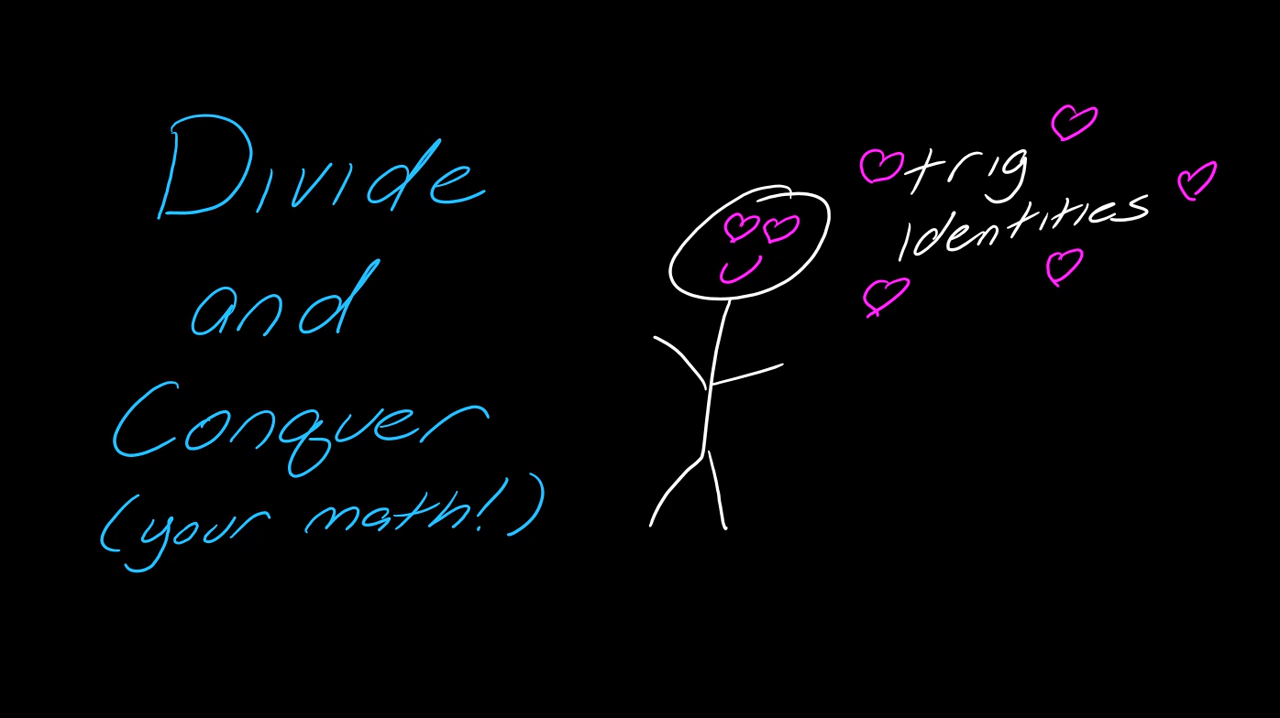 Divide
and
Conquer
(your math!)
trig
identities